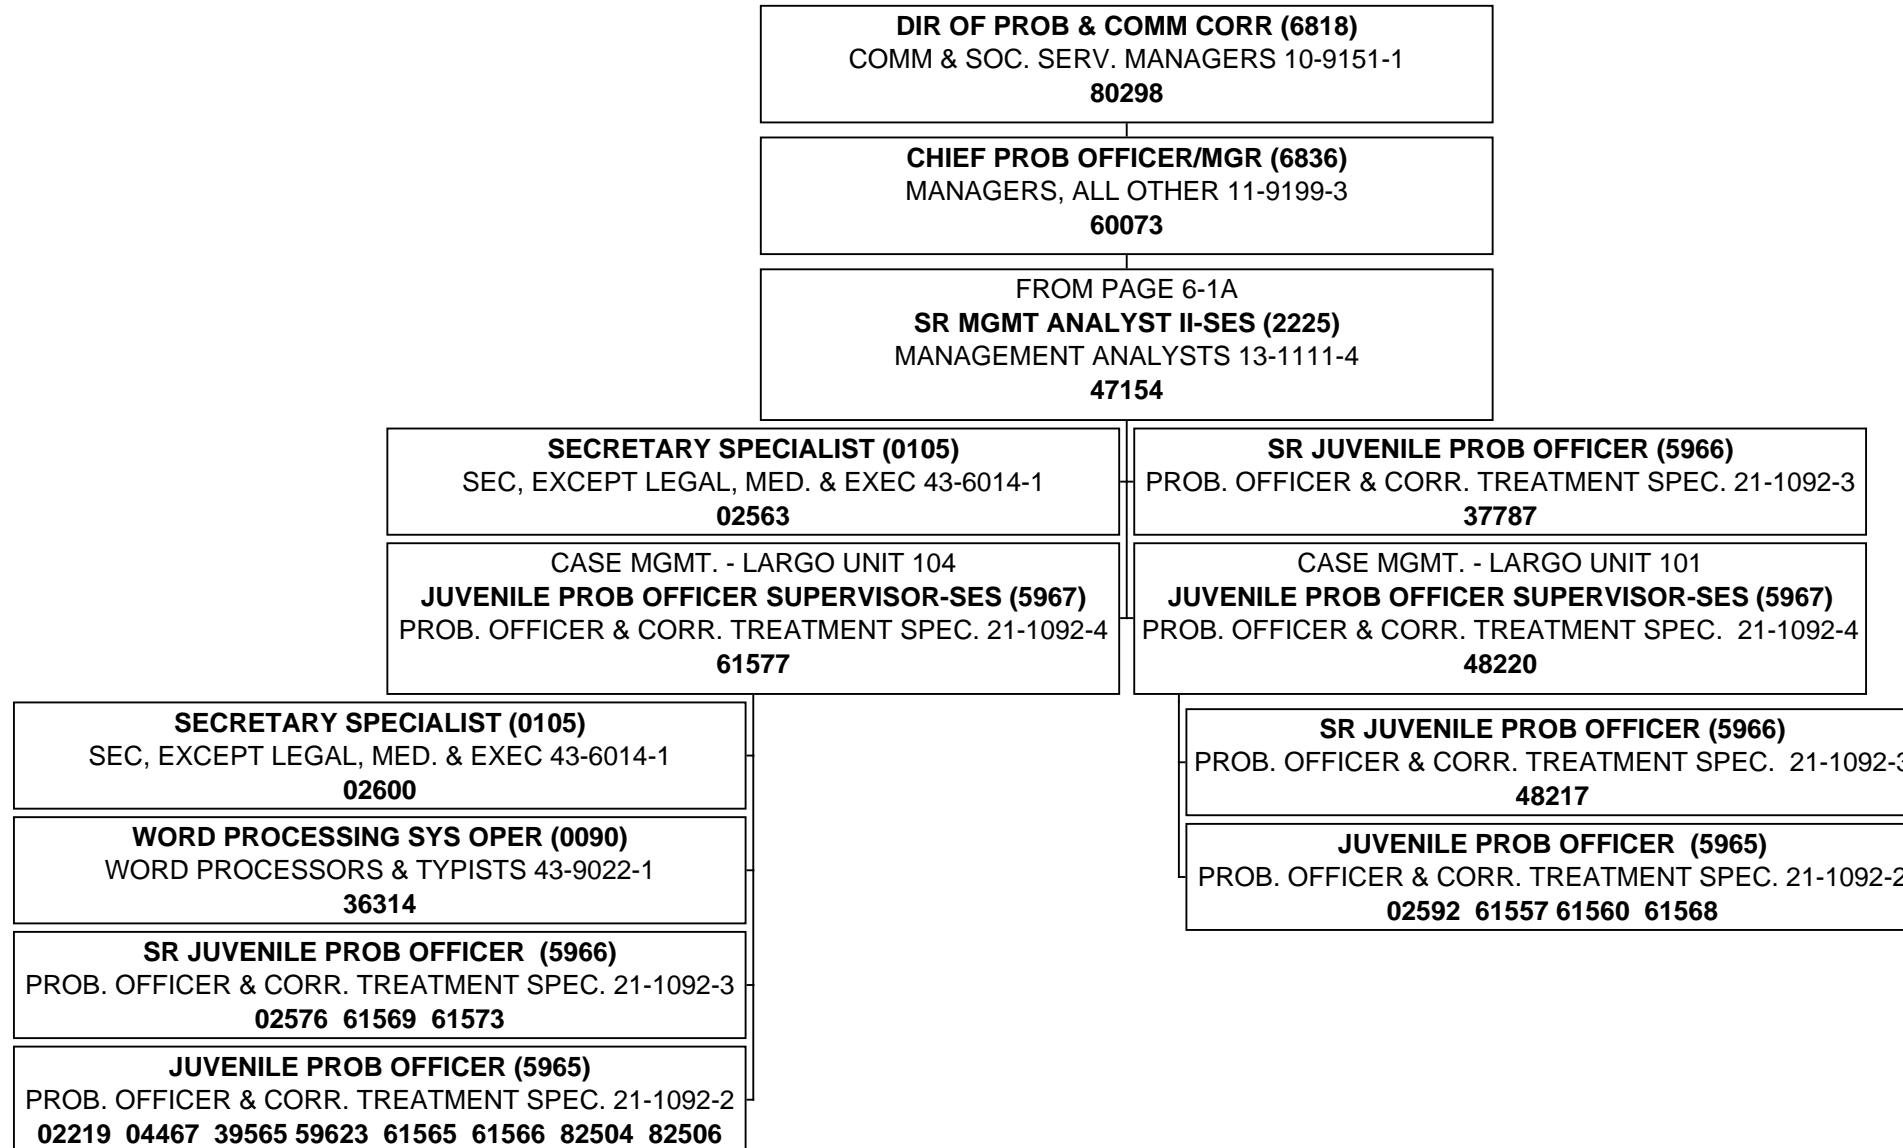 DIR OF PROB & COMM CORR (6818)
COMM & SOC. SERV. MANAGERS 10-9151-1
80298
CHIEF PROB OFFICER/MGR (6836)
MANAGERS, ALL OTHER 11-9199-3
60073
FROM PAGE 6-1A
SR MGMT ANALYST II-SES (2225)
MANAGEMENT ANALYSTS 13-1111-4
47154
SECRETARY SPECIALIST (0105)
SEC, EXCEPT LEGAL, MED. & EXEC 43-6014-1
02563
SR JUVENILE PROB OFFICER (5966)
PROB. OFFICER & CORR. TREATMENT SPEC. 21-1092-3
37787
CASE MGMT. - LARGO UNIT 104
JUVENILE PROB OFFICER SUPERVISOR-SES (5967)
PROB. OFFICER & CORR. TREATMENT SPEC. 21-1092-4
61577
CASE MGMT. - LARGO UNIT 101
JUVENILE PROB OFFICER SUPERVISOR-SES (5967)
PROB. OFFICER & CORR. TREATMENT SPEC. 21-1092-4
48220
SECRETARY SPECIALIST (0105)
SEC, EXCEPT LEGAL, MED. & EXEC 43-6014-1
02600
WORD PROCESSING SYS OPER (0090)
WORD PROCESSORS & TYPISTS 43-9022-1
36314
SR JUVENILE PROB OFFICER (5966)
PROB. OFFICER & CORR. TREATMENT SPEC. 21-1092-3
02576 61569 61573
JUVENILE PROB OFFICER (5965)
PROB. OFFICER & CORR. TREATMENT SPEC. 21-1092-2
02219 04467 39565 59623 61565 61566 82504 82506
SR JUVENILE PROB OFFICER (5966)
PROB. OFFICER & CORR. TREATMENT SPEC. 21-1092-3
48217
JUVENILE PROB OFFICER (5965)
PROB. OFFICER & CORR. TREATMENT SPEC. 21-1092-2
02592 61557 61560 61568